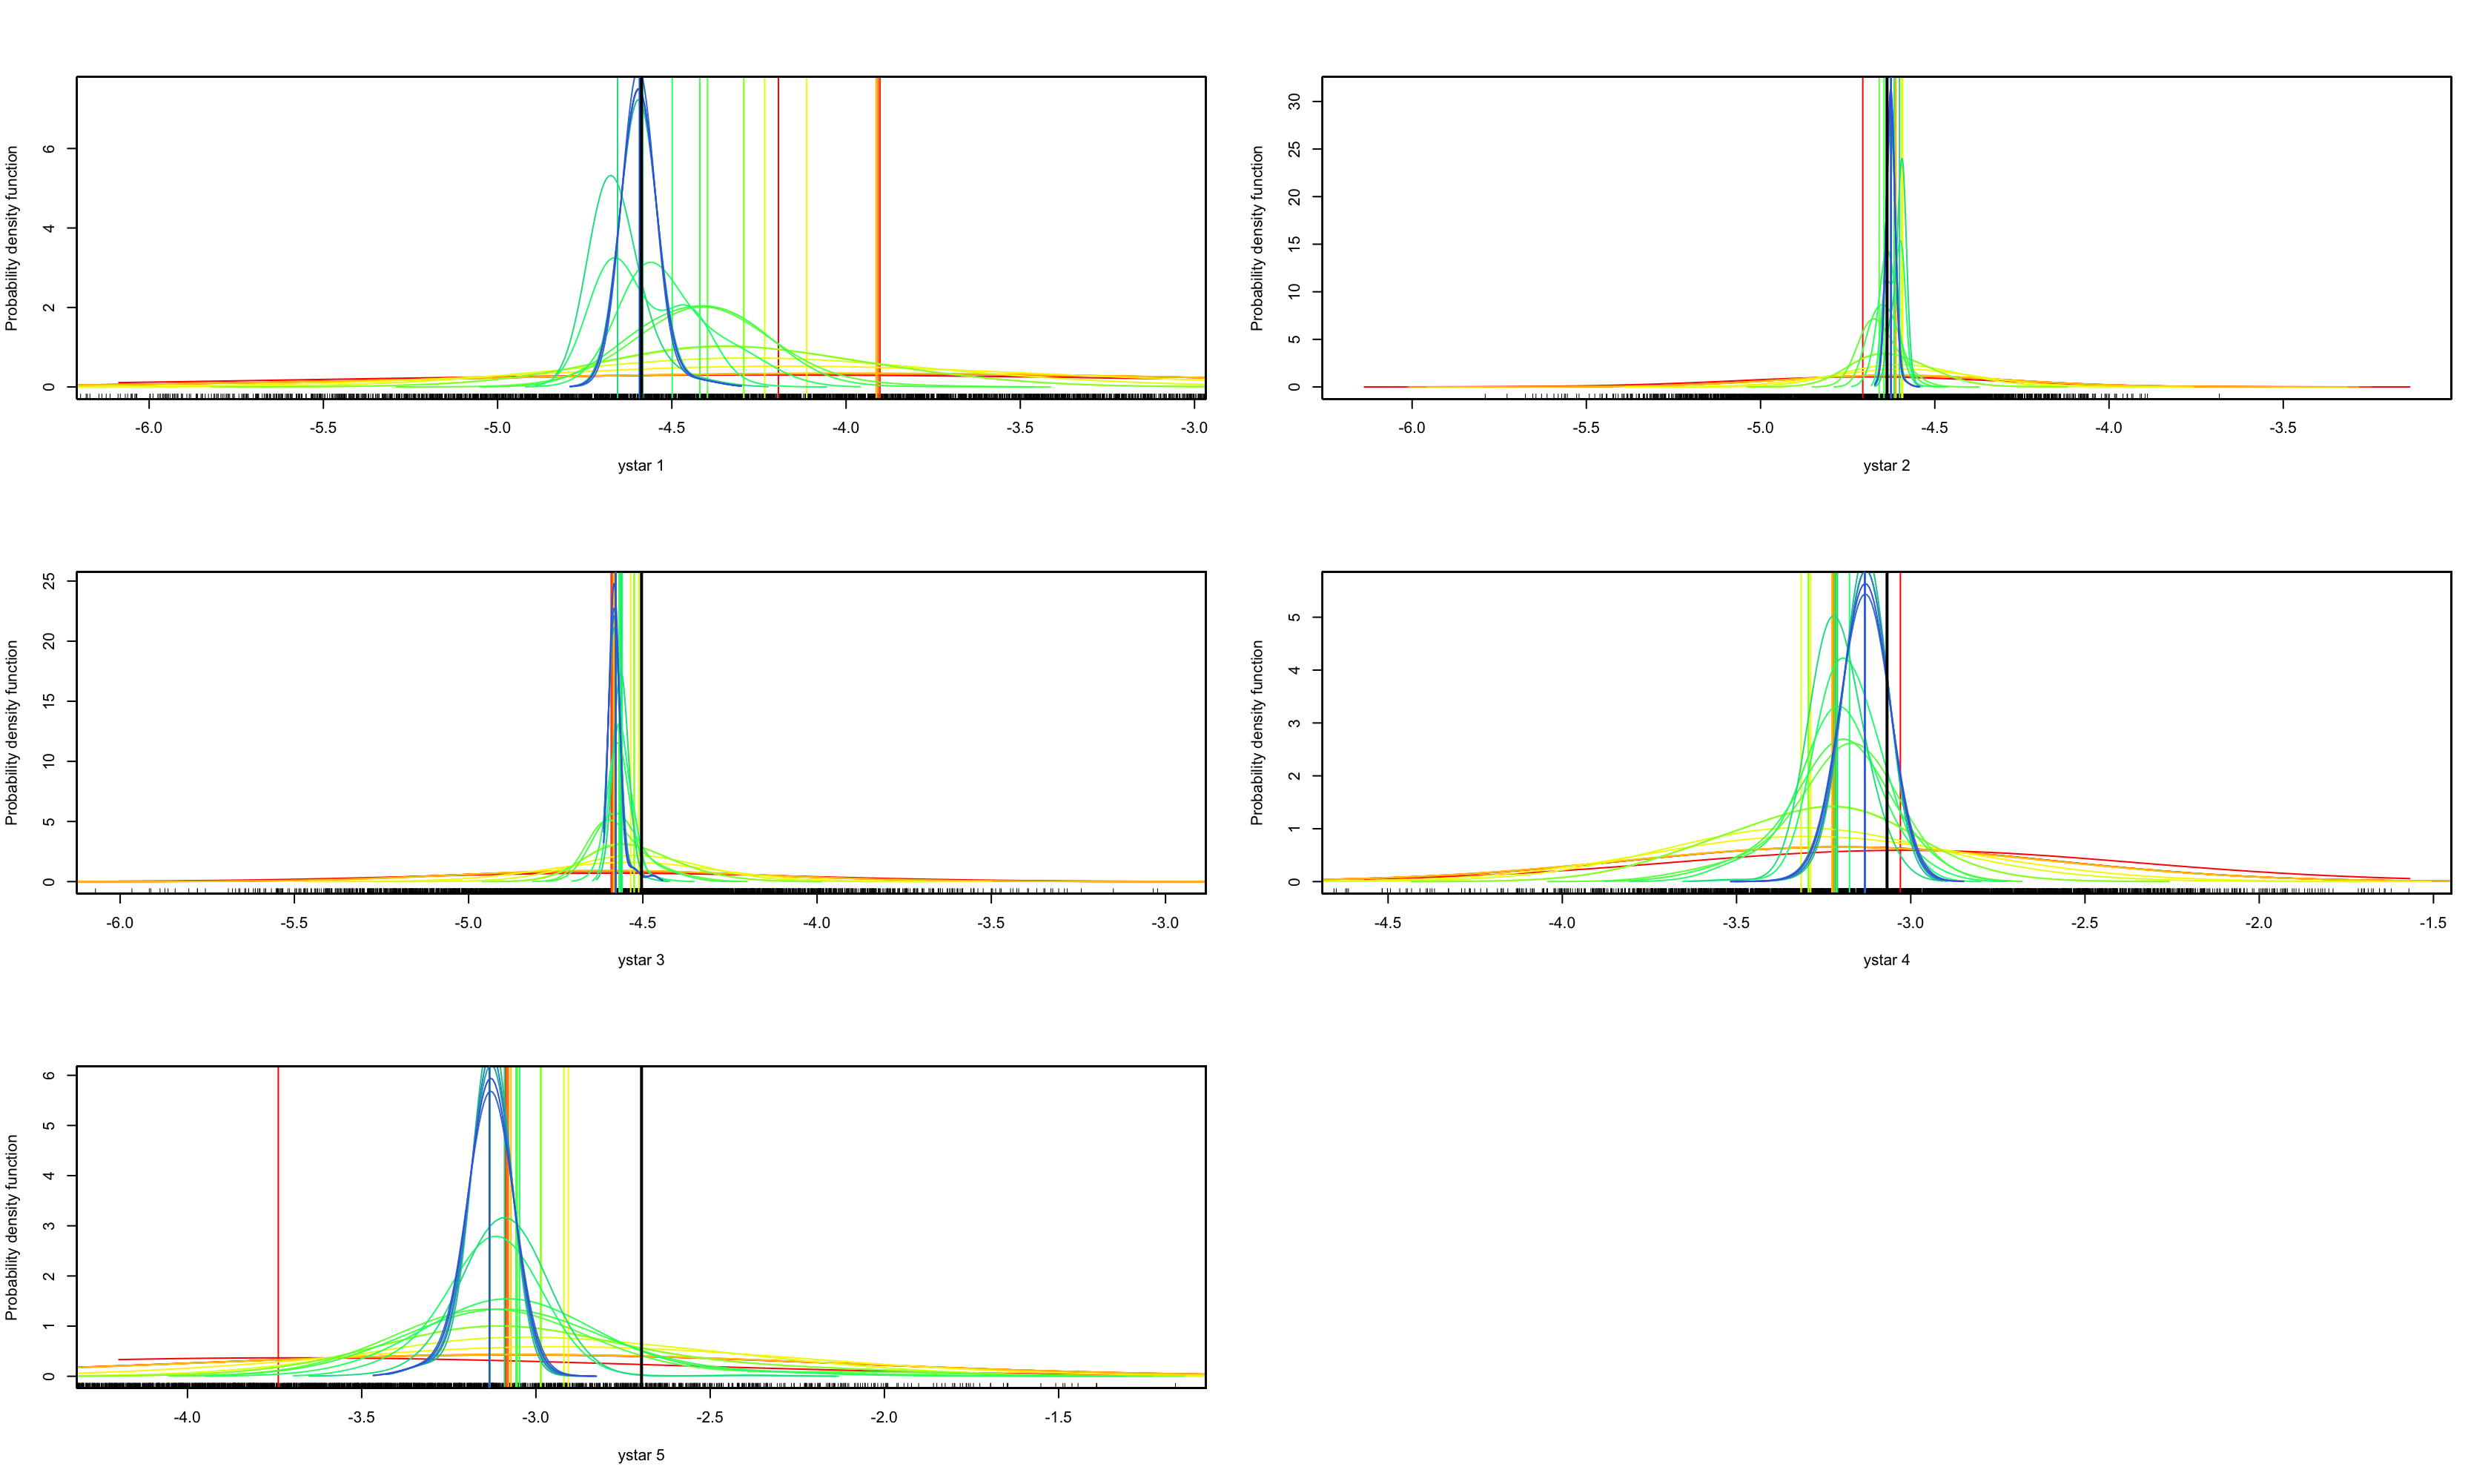 Probability density function
0 2 4 6
-6.0 -5.5 -5.0 -4.5 -4.0 -3.5 -3.0
ystar 1
Probability density function
0 5 10 15 20 25 30
-6.0 -5.5 -5.0 -4.5 -4.0 -3.5
ystar 2
Probability density function
0 5 10 15 20 25
-6.0 -5.5 -5.0 -4.5 -4.0 -3.5 -3.0
ystar 3
Probability density function
0 1 2 3 4 5
-4.5 -4.0 -3.5 -3.0 -2.5 -2.0 -1.5
ystar 4
Probability density function
0 1 2 3 4 5 6
-4.0 -3.5 -3.0 -2.5 -2.0 -1.5
ystar 5